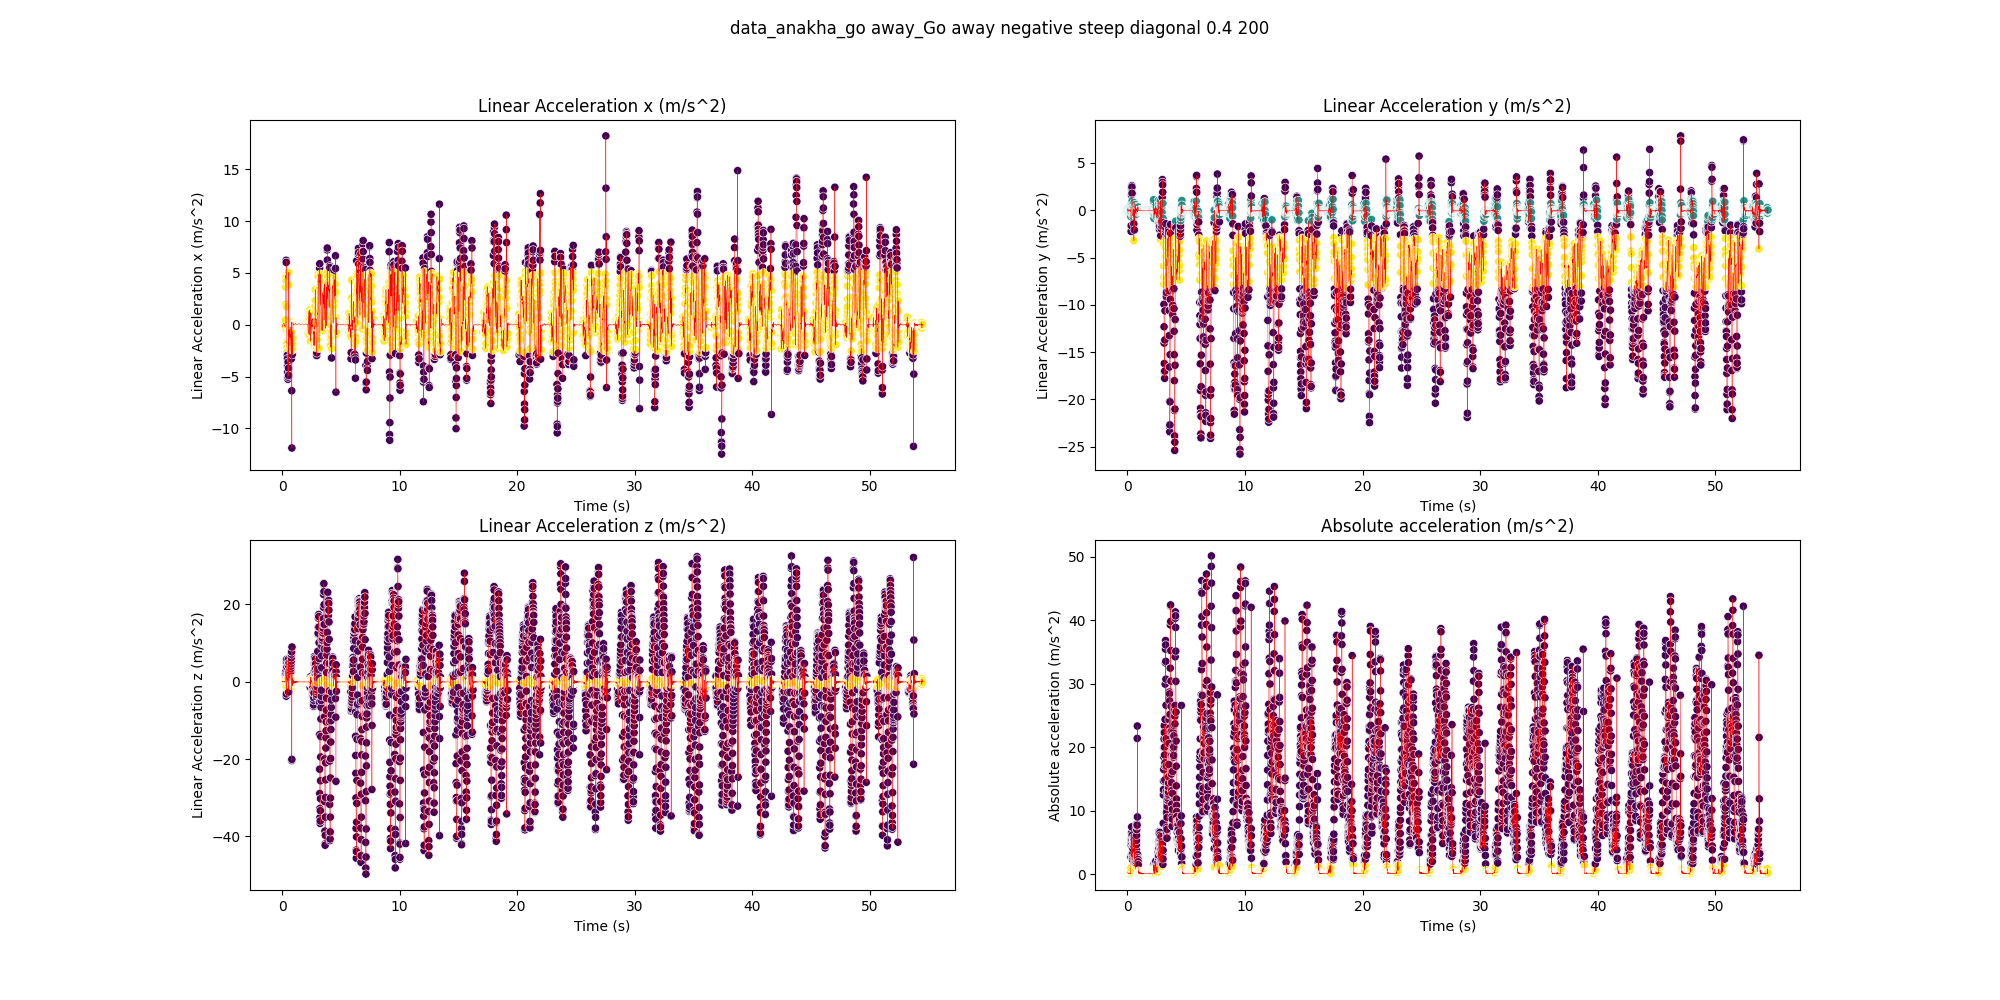 data_anakha_go away_Go away negative steep diagonal 0.4 200
Linear Acceleration x (m/s^2)
Linear Acceleration x (m/s^2)
15
10
5
0
−5
−10
0 10 20 30 40 50
Time (s)
Linear Acceleration y (m/s^2)
Linear Acceleration y (m/s^2)
5
0
−5
−10
−15
−20
−25
0 10 20 30 40 50
Time (s)
Linear Acceleration z (m/s^2)
Linear Acceleration z (m/s^2)
20
0
−20
−40
0 10 20 30 40 50
Time (s)
Absolute acceleration (m/s^2)
Absolute acceleration (m/s^2)
50
40
30
20
10
0
0 10 20 30 40 50
Time (s)